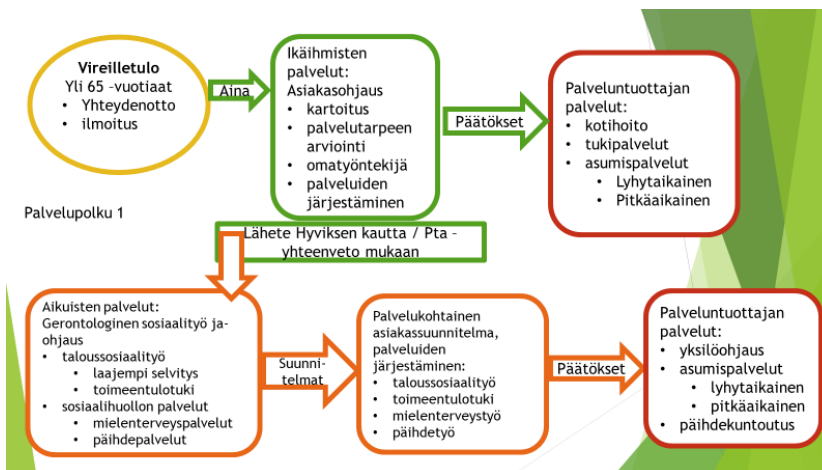 Vireilletulo
Yli 65 -vuotiaat
• Yhteydenotto
• ilmoitus
Aina
Ikäihmisten
palvelut:
Asiakasohjaus
• kartoitus
• palvelutarpeen
arviointi
• omatyöntekijä
• palveluiden
järjestäminen
Päätökset
Palveluntuottajan
palvelut:
• kotihoito
• tukipalvelut
• asumispalvelut
• Lyhytaikainen
• Pitkäaikainen
Palvelupolku 1
Lähete Hyviksen kautta / Pta –
yhteenveto mukaan
Aikuisten palvelut:
Gerontologinen sosiaalityö ja-
ohjaus
• taloussosiaalityö
• laajempi selvitys
• toimeentulotuki
• sosiaalihuollon palvelut
• mielenterveyspalvelut
• päihdepalvelut
Suunni-
telmat
Palvelukohtainen
asiakassuunnitelma,
palveluiden
järjestäminen:
• taloussosiaalityö
• toimeentulotuki
• mielenterveystyö
• päihdetyö
Päätökset
Palveluntuottajan
palvelut:
• yksilöohjaus
• asumispalvelut
• lyhytaikainen
• pitkäaikainen
• päihdekuntoutus